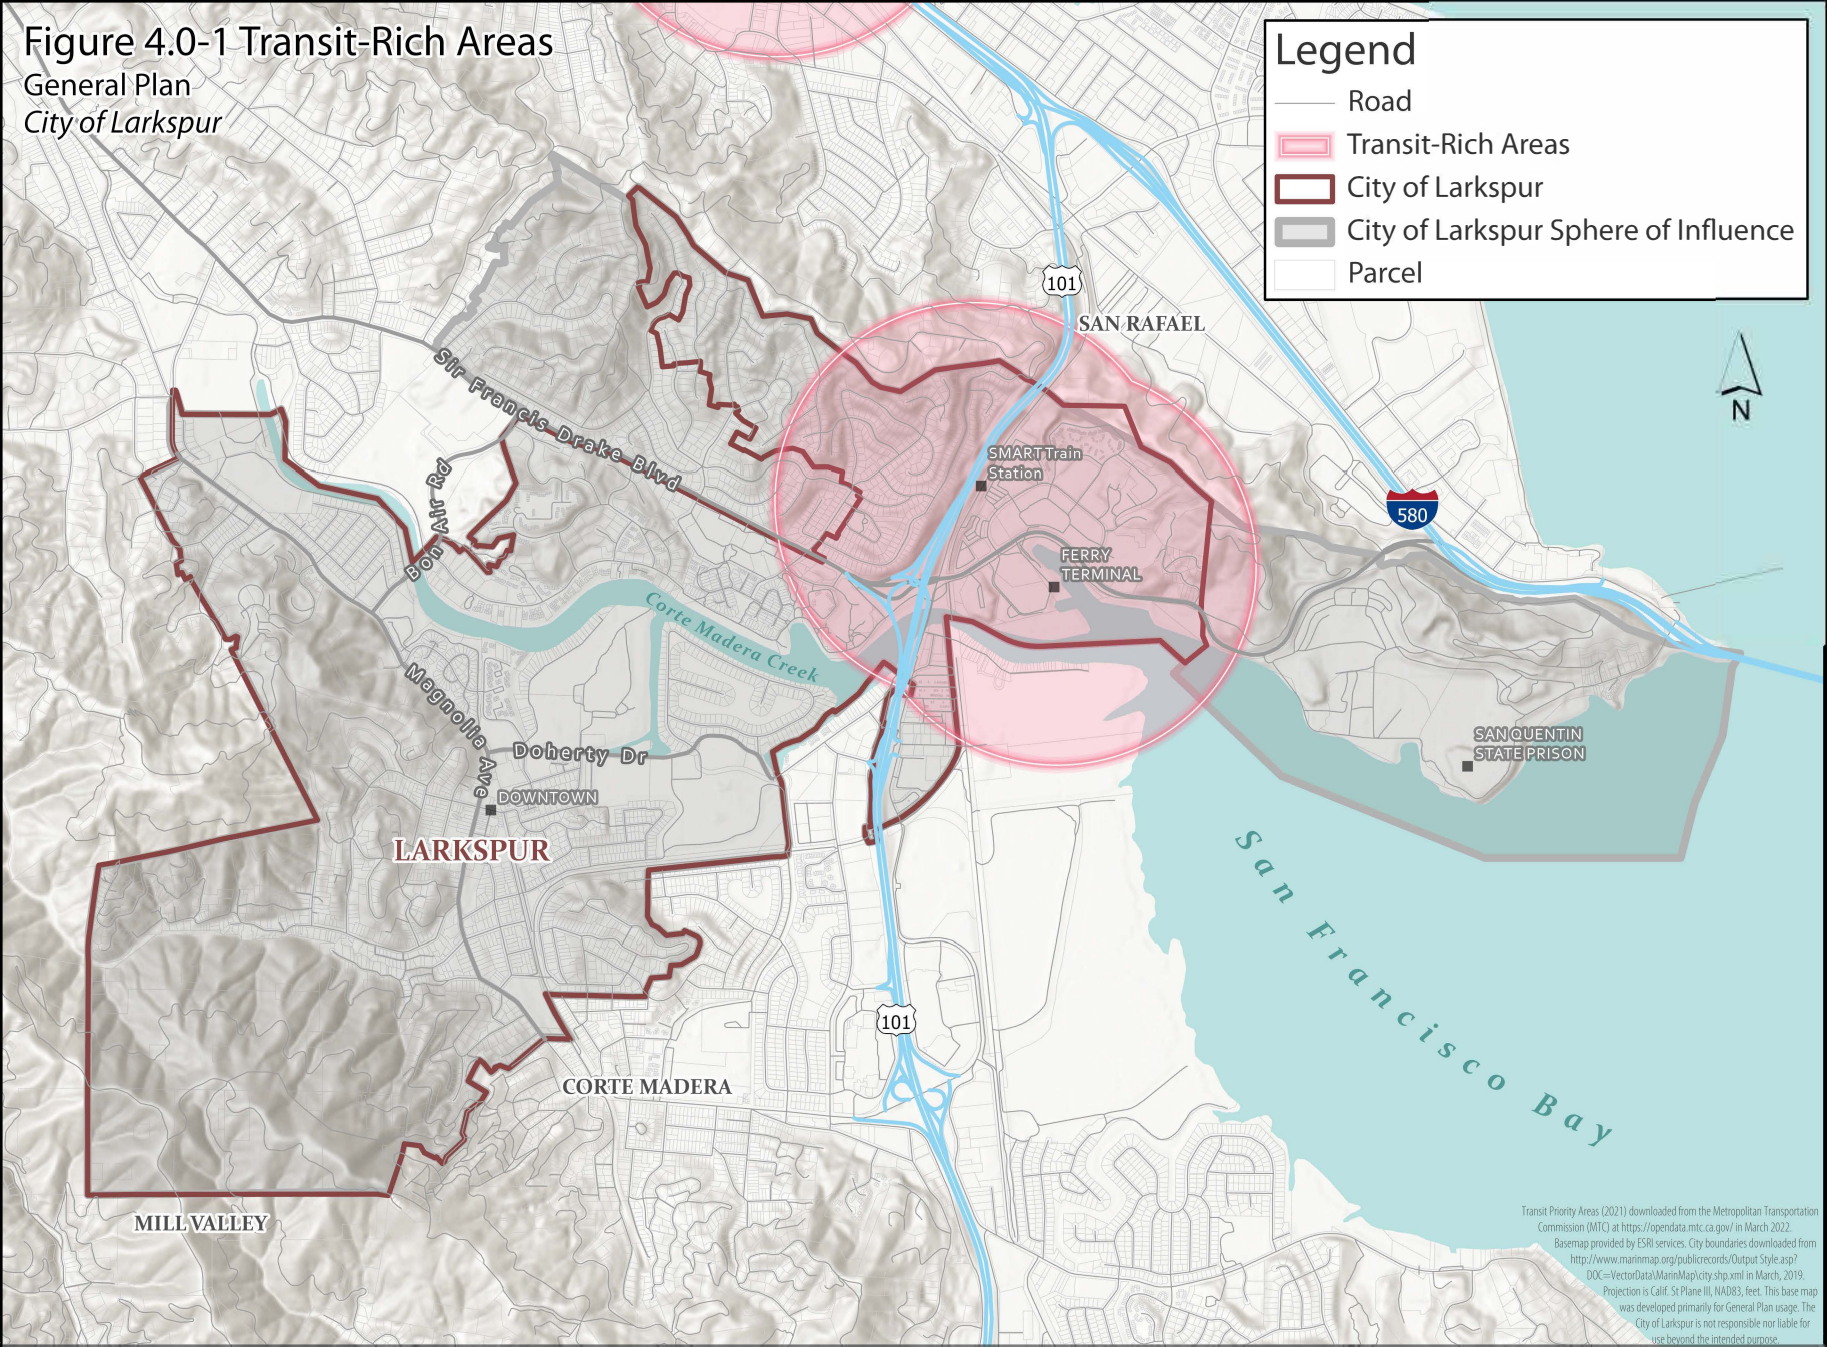 Figure 4.0-1 Transit-Rich Areas
General Plan
City of Larkspur
Legend
Road
Transit-Rich Areas
City of Larkspur
City of Larkspur Sphere of Influence
Parcel
N
101
SAN RAFAEL
Sir Francis Drake Blvd
SMART Train
Station
Bon Air Rd
580
FERRY
TERMINAL
Corte Madera Creek
Magnolia Ave
Doherty Dr
SAN QUENTIN
STATE PRISON
DOWNTOWN
LARKSPUR
San Francisco Bay
101
CORTE MADERA
MILL VALLEY
Transit Priority Areas (2021) downloaded from the Metropolitan Transportation
Commission (MTC) at https://opendata.mtc.ca.gov/ in March 2022.
Basemap provided by ESRI services. City boundaries downloaded from
http://www.marinmap.org/publicrecords/Output Style.asp?
DOC=VectorData\MarinMap\city.shp.xml in March, 2019.
Projection is Calif. St Plane III, NAD83, feet. This base map
was developed primarily for General Plan usage. The
City of Larkspur is not responsible nor liable for
use beyond the intended purpose.